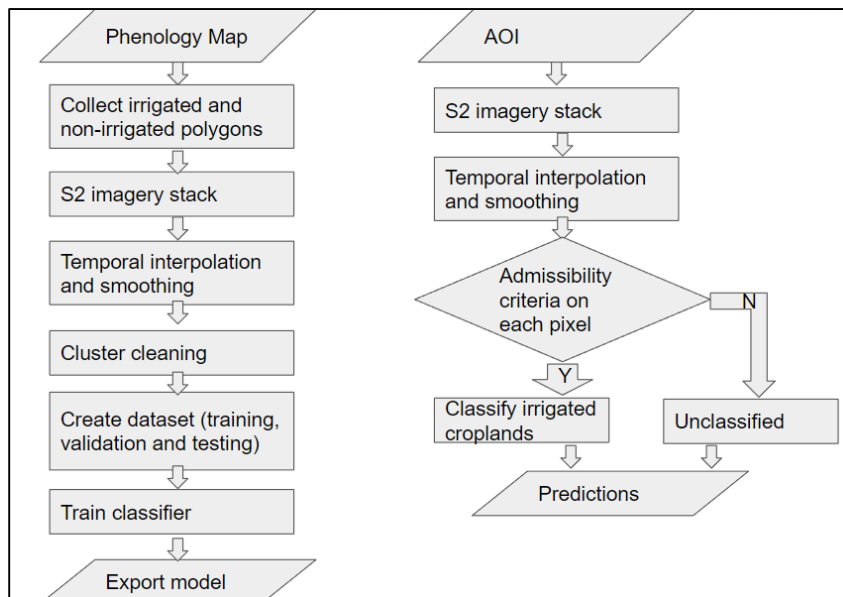 Phenology Map
Collect irrigated and
non-irrigated polygons
S2 imagery stack
Temporal interpolation
and smoothing
Cluster cleaning
Create dataset (training,
validation and testing)
Train classifier
Export model
AOI
S2 imagery stack
Temporal interpolation
and smoothing
Admissibility
criteria on
each pixel
N
Y
Classify irrigated
croplands
Unclassified
Predictions